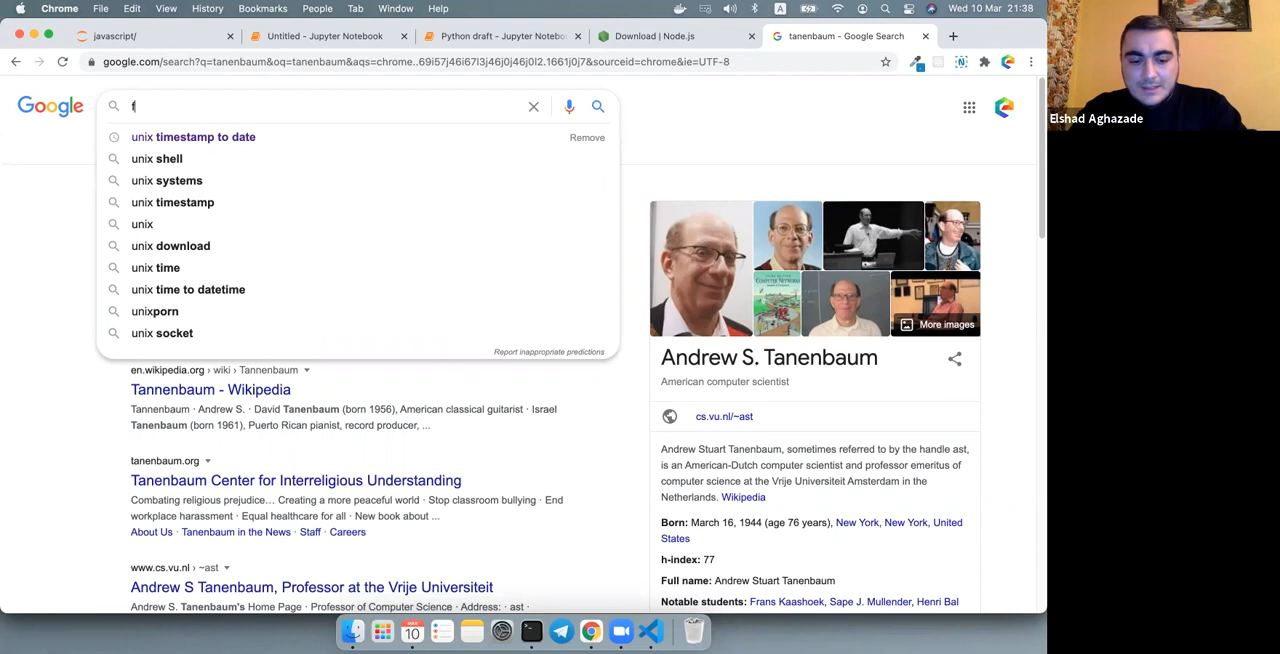 Chrome File Edit View History Bookmarks People Tab Window Help A Wed 10 Mar 21:38
javascript/ Untitled - Jupyter Notebook Python draft - Jupyter Notebook Download | Node.js tanenbaum - Google Search
google.com/search?q=tanenbaum&oq=tanenbaum&aqs=chrome..69i57j46i67l3j46j0j46j0l2.1661j0j7&sourceid=chrome&ie=UTF-8
Elshad Aghazade
Google f
unix timestamp to date Remove
unix shell
unix systems
unix timestamp
unix
unix download
unix time
unix time to datetime
unixporn
unix socket
Report inappropriate predictions
en.wikipedia.org › wiki › Tannenbaum
Tannenbaum - Wikipedia
Tannenbaum · Andrew S. · David Tanenbaum (born 1956), American classical guitarist · Israel
Tanenbaum (born 1961), Puerto Rican pianist, record producer, ...
tanenbaum.org
Tanenbaum Center for Interreligious Understanding
Combating religious prejudice… Creating a more peaceful world · Stop classroom bullying · End
workplace harassment · Equal healthcare for all · New book about ...
About Us · Tanenbaum in the News · Staff · Careers
www.cs.vu.nl › ~ast
Andrew S Tanenbaum, Professor at the Vrije Universiteit
Andrew S. Tanenbaum's Home Page · Professor of Computer Science · Address: · ast ·
More images
Andrew S. Tanenbaum
American computer scientist
cs.vu.nl/~ast
Andrew Stuart Tanenbaum, sometimes referred to by the handle ast,
is an American-Dutch computer scientist and professor emeritus of
computer science at the Vrije Universiteit Amsterdam in the
Netherlands. Wikipedia
Born: March 16, 1944 (age 76 years), New York, New York, United
States
h-index: 77
Full name: Andrew Stuart Tanenbaum
Notable students: Frans Kaashoek, Sape J. Mullender, Henri Bal
MAR
10